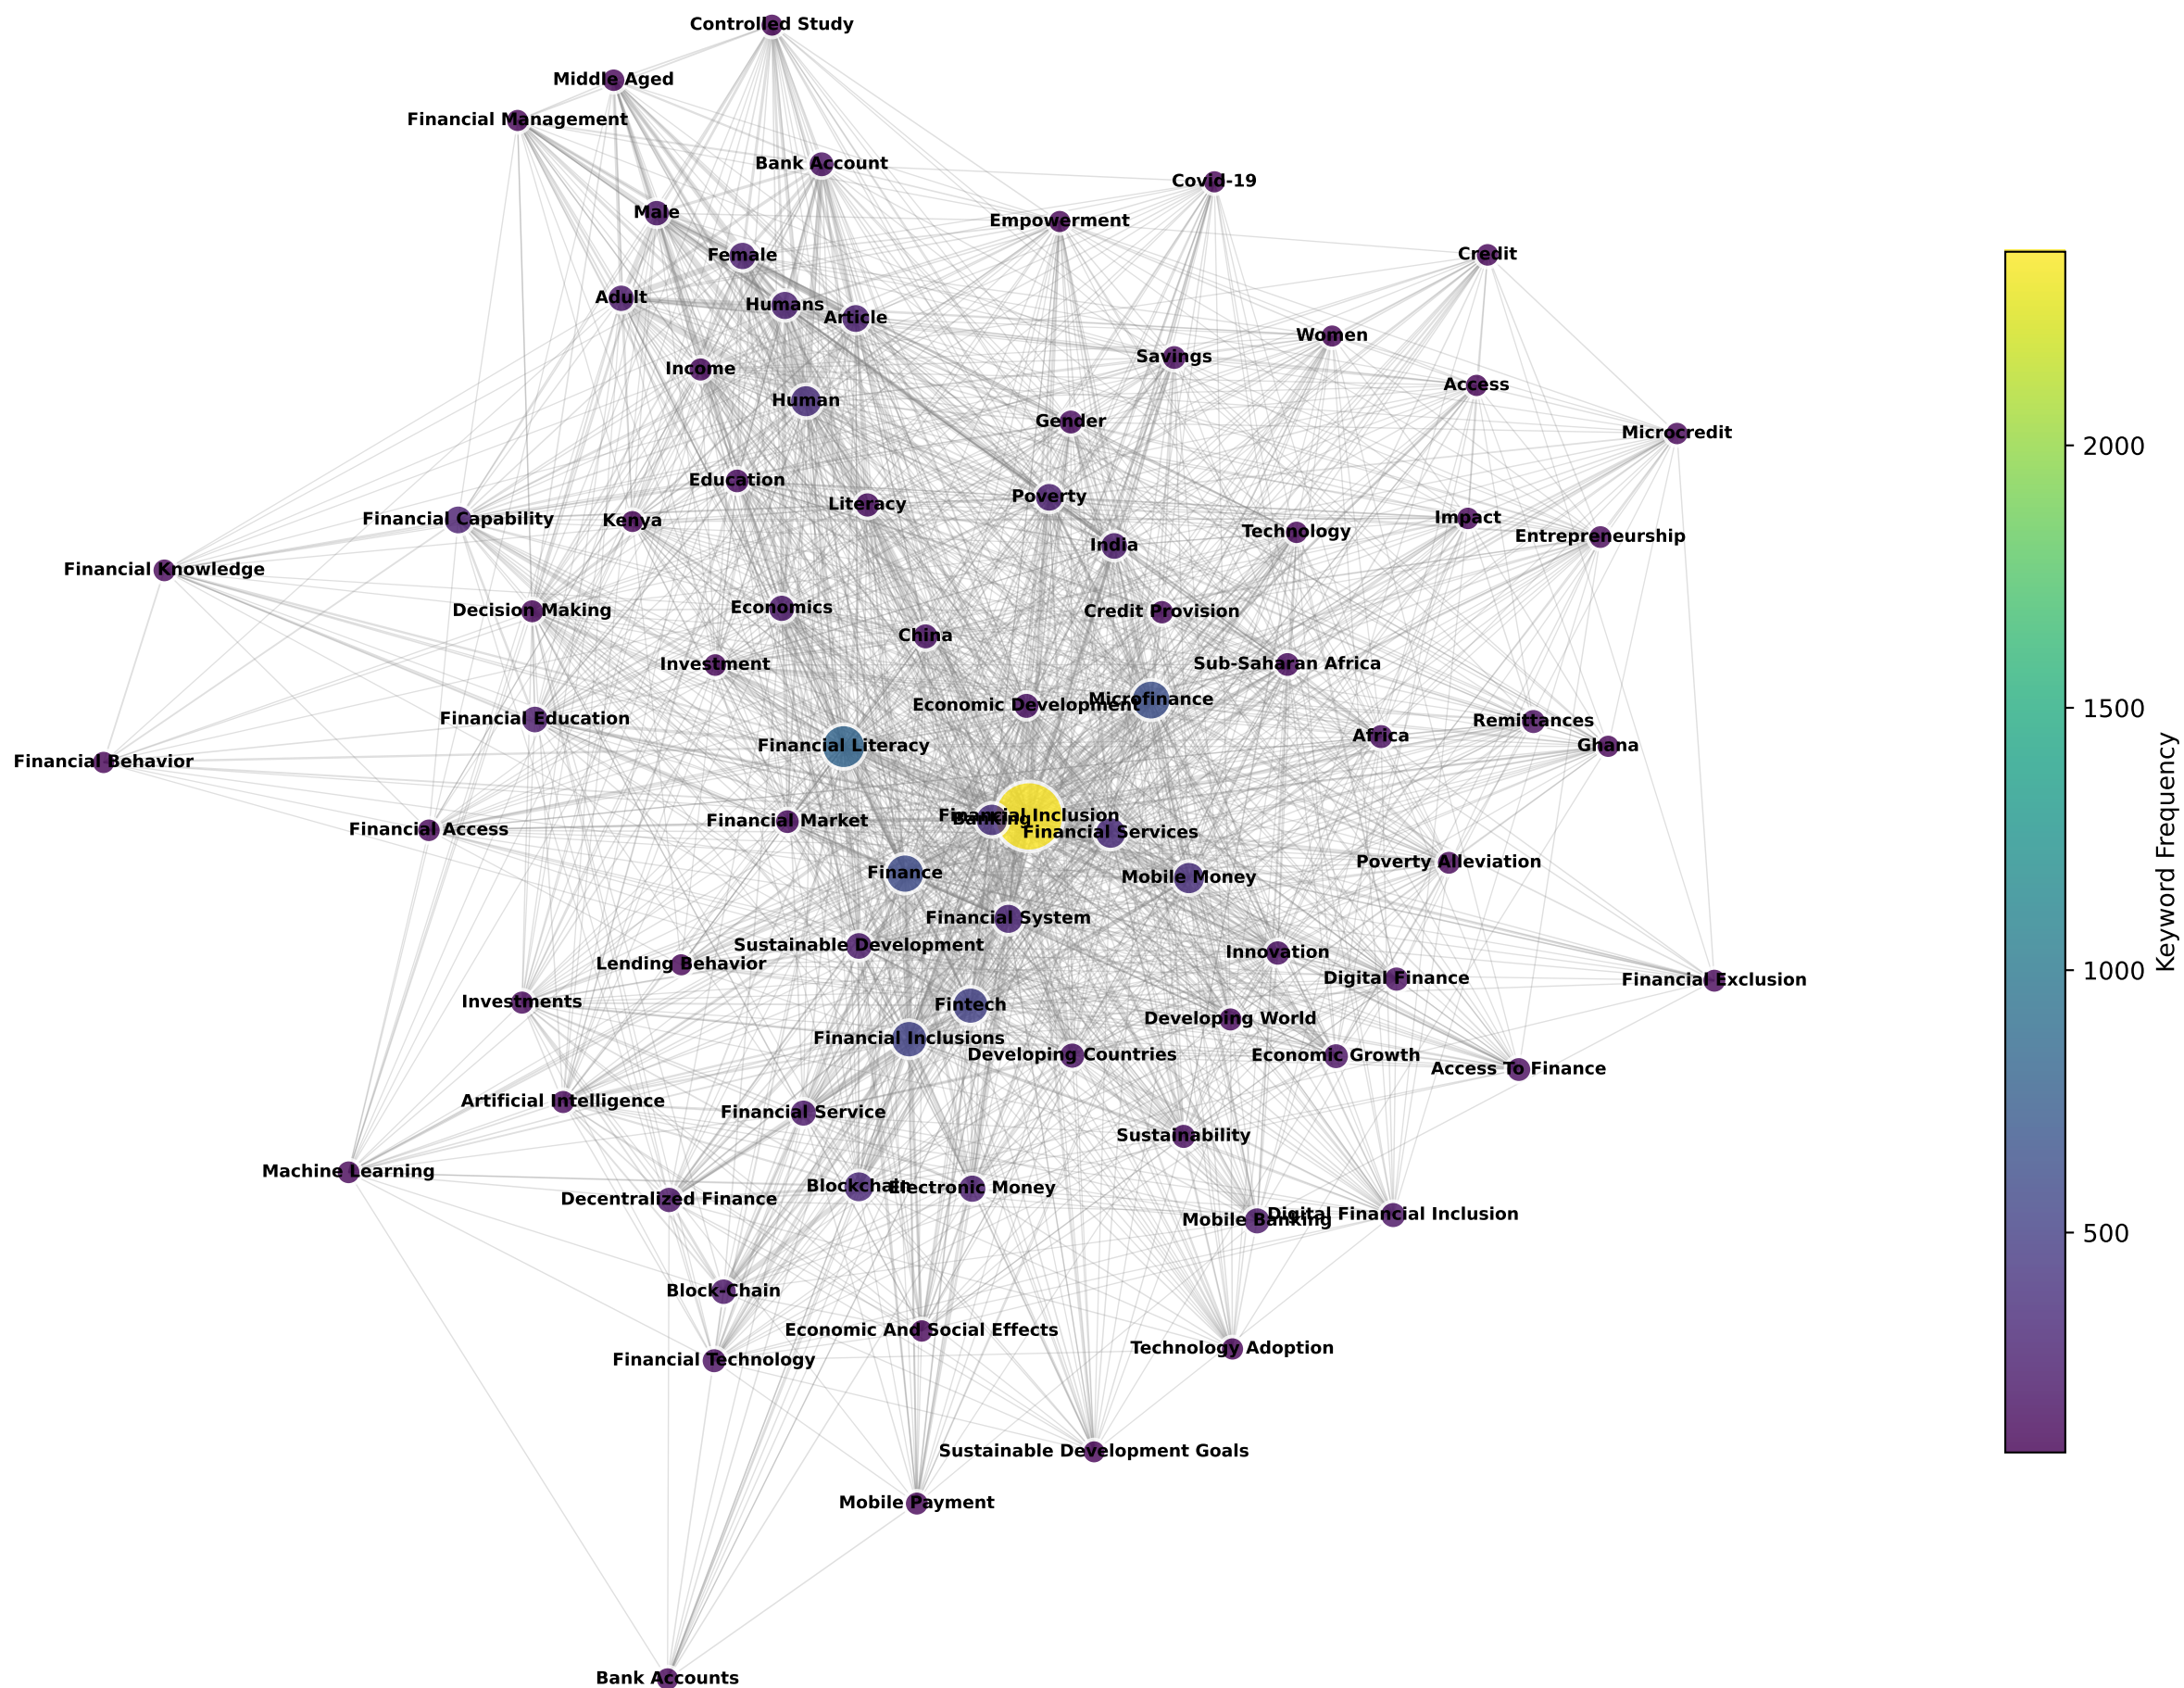 Controlled Study
Middle Aged
Financial Management
Bank Account
Covid-19
Male
Empowerment
Female
Credit
Adult
Humans
Article
Women
Savings
Income
Access
Human
Gender
Microcredit
Education
Literacy
Poverty
Financial Capability
Kenya
Impact
Technology
Entrepreneurship
India
Financial Knowledge
Decision Making
Economics
Credit Provision
China
Investment
Sub-Saharan Africa
Microfinance
Economic Development
Financial Education
Remittances
Africa
Financial Literacy
Ghana
Financial Behavior
Financial Inclusion
Banking
Financial Market
Financial Access
Financial Services
Poverty Alleviation
Finance
Mobile Money
Financial System
Sustainable Development
Innovation
Lending Behavior
Digital Finance
Financial Exclusion
Investments
Fintech
Developing World
Financial Inclusions
Developing Countries
Economic Growth
Access To Finance
Artificial Intelligence
Financial Service
Sustainability
Machine Learning
Blockchain
Electronic Money
Decentralized Finance
Digital Financial Inclusion
Mobile Banking
Block-Chain
Economic And Social Effects
Technology Adoption
Financial Technology
Sustainable Development Goals
Mobile Payment
Bank Accounts
2000
1500
1000
500
Keyword Frequency